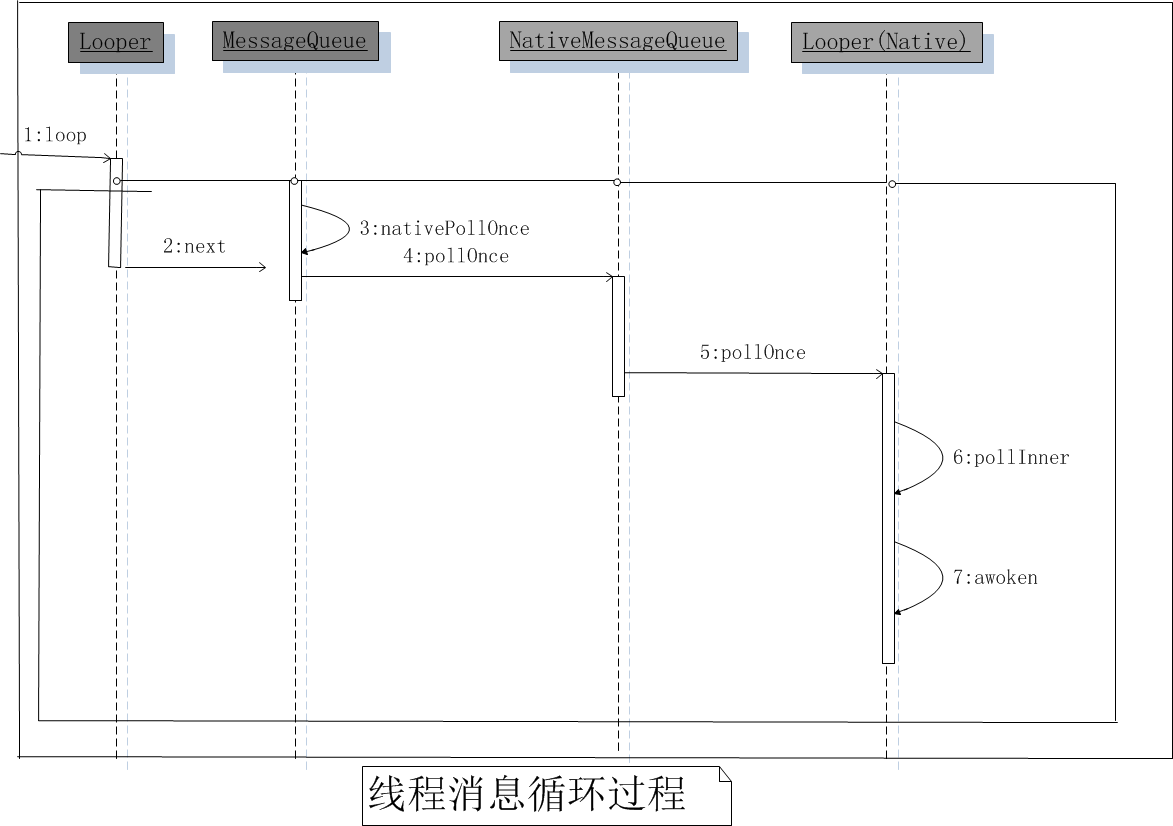 Looper
MessageQueue
NativeMessageQueue
Looper(Native)
1:loop
2:next
3:nativePollOnce
4:pollOnce
5:pollOnce
6:pollInner
7:awoken
线程消息循环过程